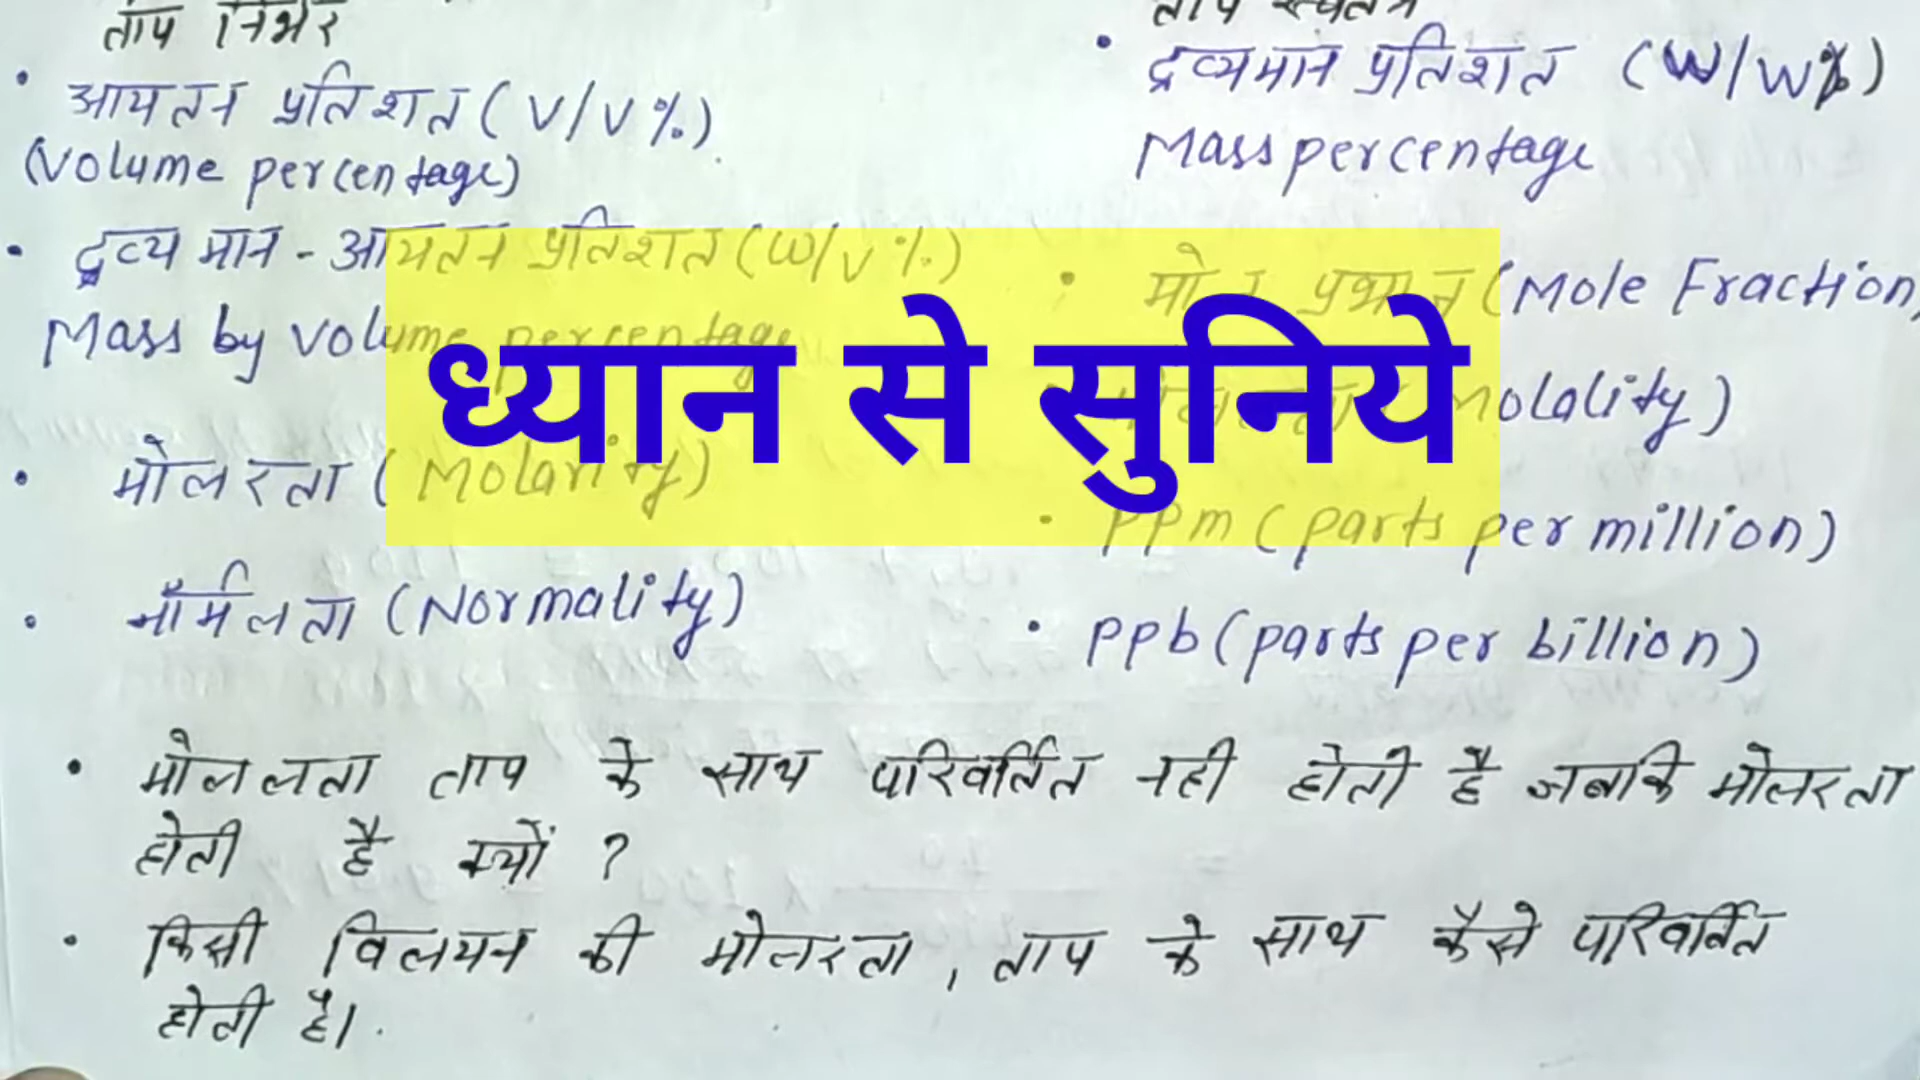 ताप निर्भर
• आयतन प्रतिशत (V/V %.)
(Volume percentage)
• द्रव्यमान - आयतन प्रतिशत (W/V %.)
Mass by volume percentage
• मोलरता (Molarity)
• नॉर्मलता (Normality)
ताप स्वतंत्र
• द्रव्यमान प्रतिशत (W/W%)
Mass percentage
• मोल प्रभाज (Mole Fraction)
molality)
• ppm (parts per million)
• ppb (parts per billion)
ध्यान से सुनिये
• मोललता ताप के साथ परिवर्तित नही होती है जबकि मोलरता
होती है क्यों ?
• किसी विलयन की मोलरता, ताप के साथ कैसे परिवर्तित
होती है।